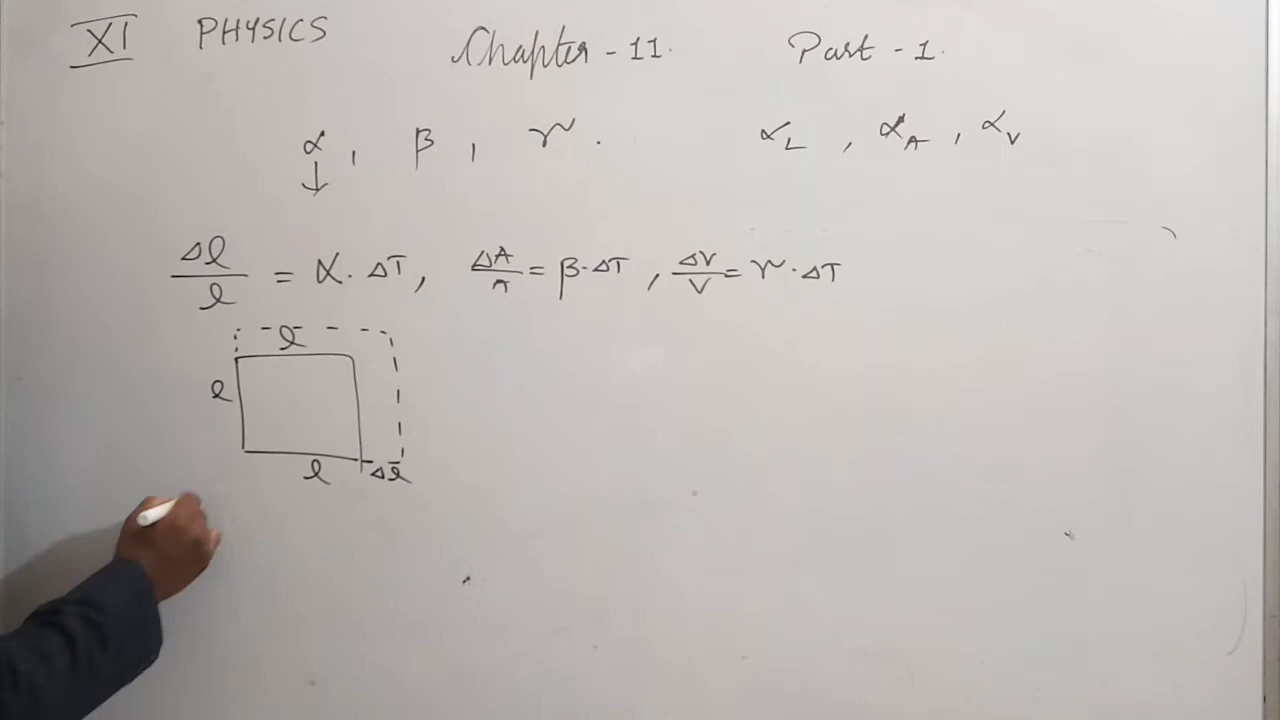 XI PHYSICS Chapter - 11. Part - 1.
α, β, γ. α_L, α_A, α_V
Δl/l = α. ΔT, ΔA/A = β.ΔT, ΔV/V = γ.ΔT
l
l
l Δl